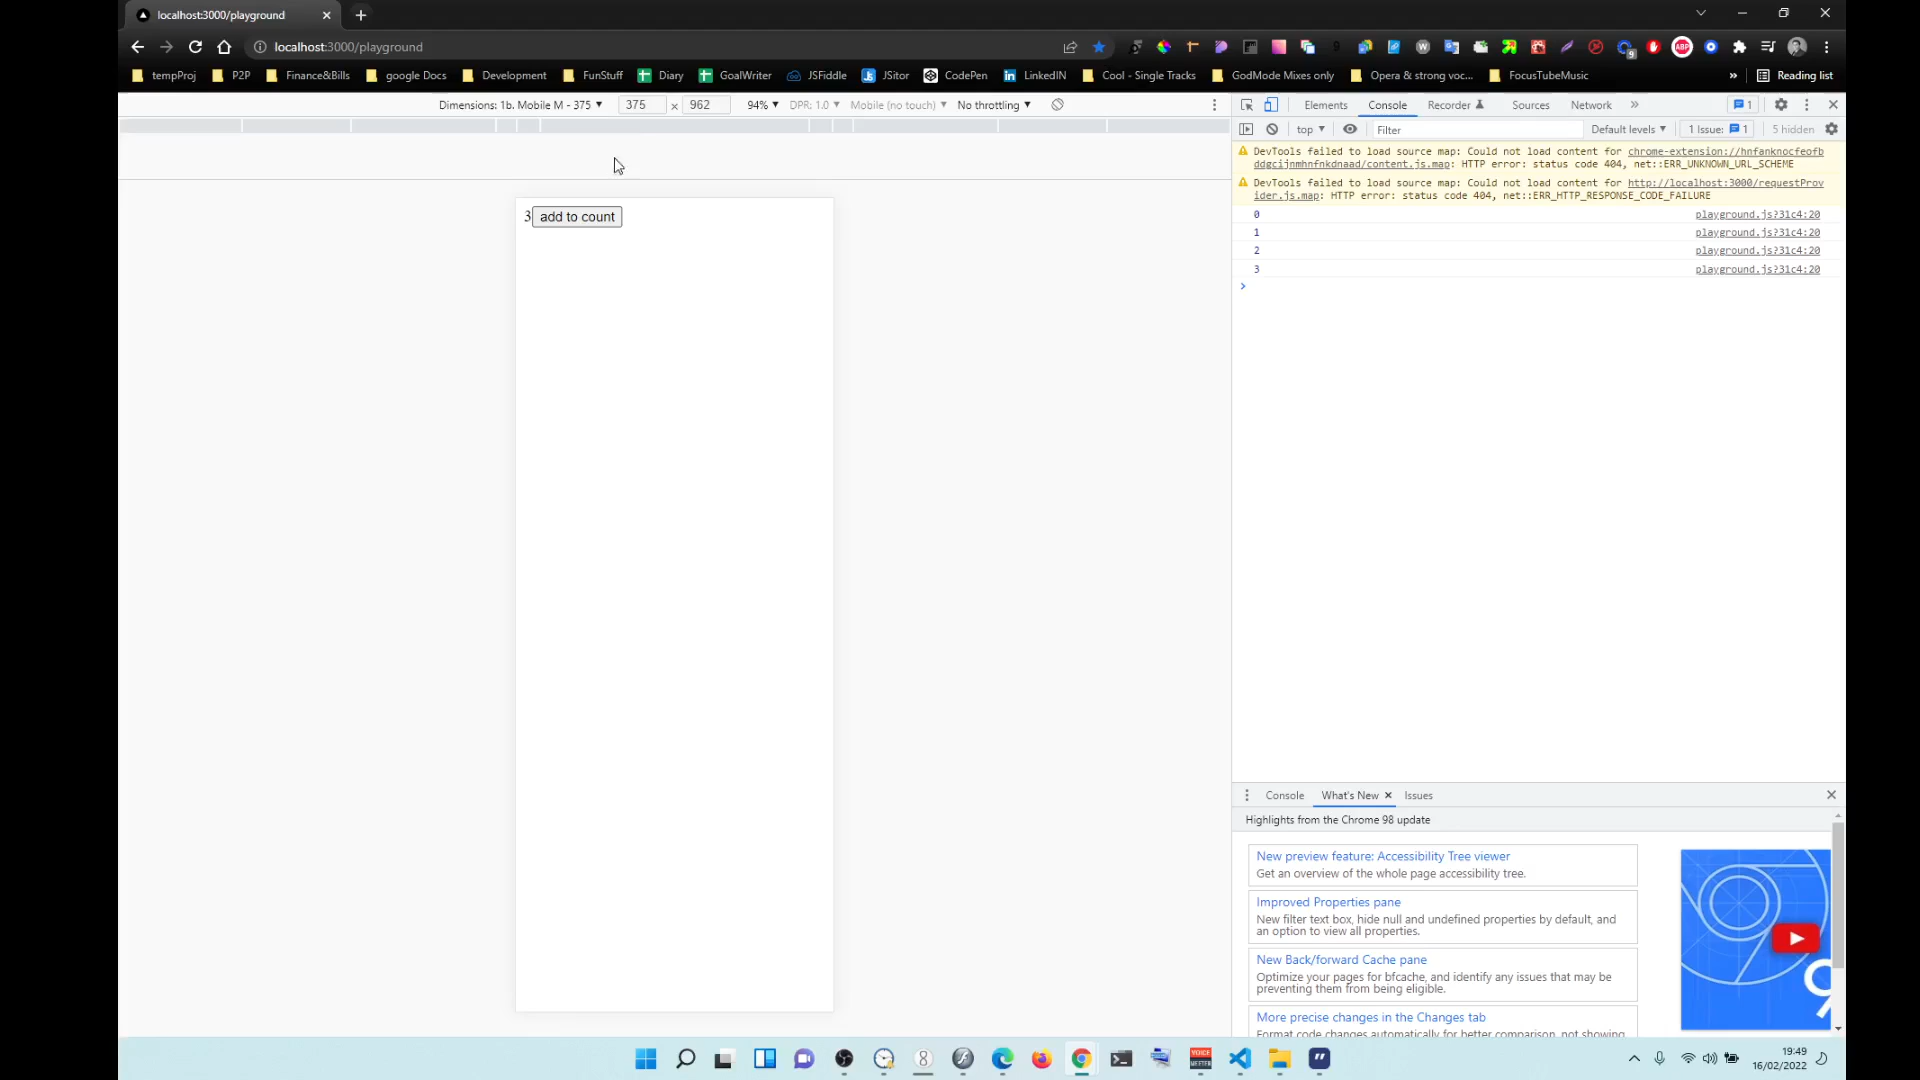 localhost:3000/playground
localhost:3000/playground
tempProj P2P Finance&Bills google Docs Development FunStuff Diary GoalWriter JSFiddle JSitor CodePen LinkedIN Cool - Single Tracks GodMode Mixes only Opera & strong voc... FocusTubeMusic » Reading list
Dimensions: 1b. Mobile M - 375 375 x 962 94% DPR: 1.0 Mobile (no touch) No throttling
Elements Console Recorder Sources Network » 1
top Filter Default levels 1 Issue: 1 5 hidden
DevTools failed to load source map: Could not load content for chrome-extension://hnfanknocfeofb
ddgcijnmhnfnkdnaad/content.js.map: HTTP error: status code 404, net::ERR_UNKNOWN_URL_SCHEME
DevTools failed to load source map: Could not load content for http://localhost:3000/requestProv
ider.js.map: HTTP error: status code 404, net::ERR_HTTP_RESPONSE_CODE_FAILURE
0 playground.js?31c4:20
1 playground.js?31c4:20
2 playground.js?31c4:20
3 playground.js?31c4:20
>
3 add to count
Console What's New Issues
Highlights from the Chrome 98 update
New preview feature: Accessibility Tree viewer
Get an overview of the whole page accessibility tree.
Improved Properties pane
New filter text box, hide null and undefined properties by default, and
an option to view all properties.
New Back/forward Cache pane
Optimize your pages for bfcache, and identify any issues that may be
preventing them from being eligible.
More precise changes in the Changes tab
Format code changes automatically for better comparison, not showing
19:49
16/02/2022